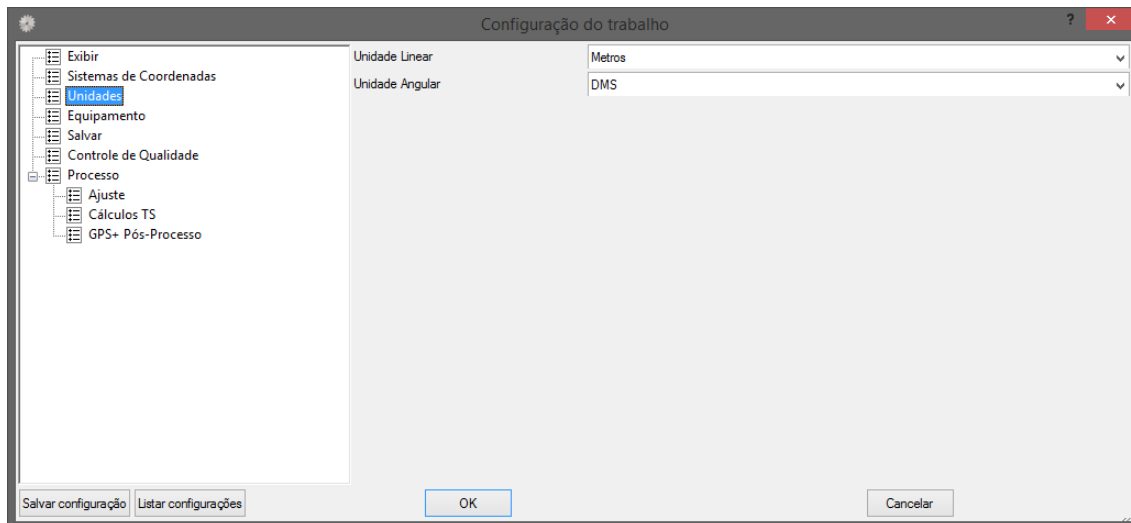 Configuração do trabalho
? ×
Exibir
Sistemas de Coordenadas
Unidades
Equipamento
Salvar
Controle de Qualidade
Processo
Ajuste
Cálculos TS
GPS+ Pós-Processo
Unidade Linear Metros
Unidade Angular DMS
Salvar configuração Listar configurações OK Cancelar